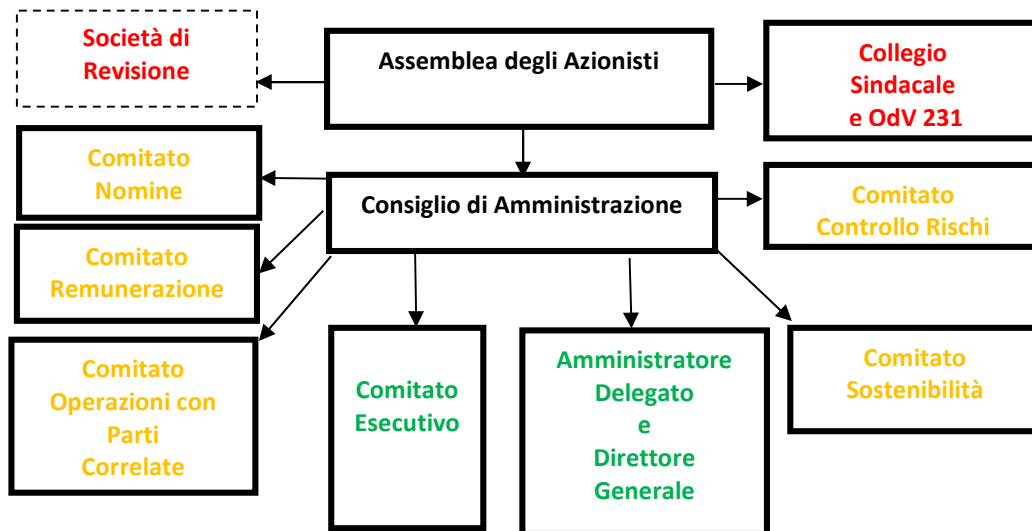 Società di
Revisione
Assemblea degli Azionisti
Collegio
Sindacale
e OdV 231
Comitato
Nomine
Consiglio di Amministrazione
Comitato
Controllo Rischi
Comitato
Remunerazione
Comitato
Operazioni con
Parti
Correlate
Comitato
Esecutivo
Amministratore
Delegato
e
Direttore
Generale
Comitato
Sostenibilità